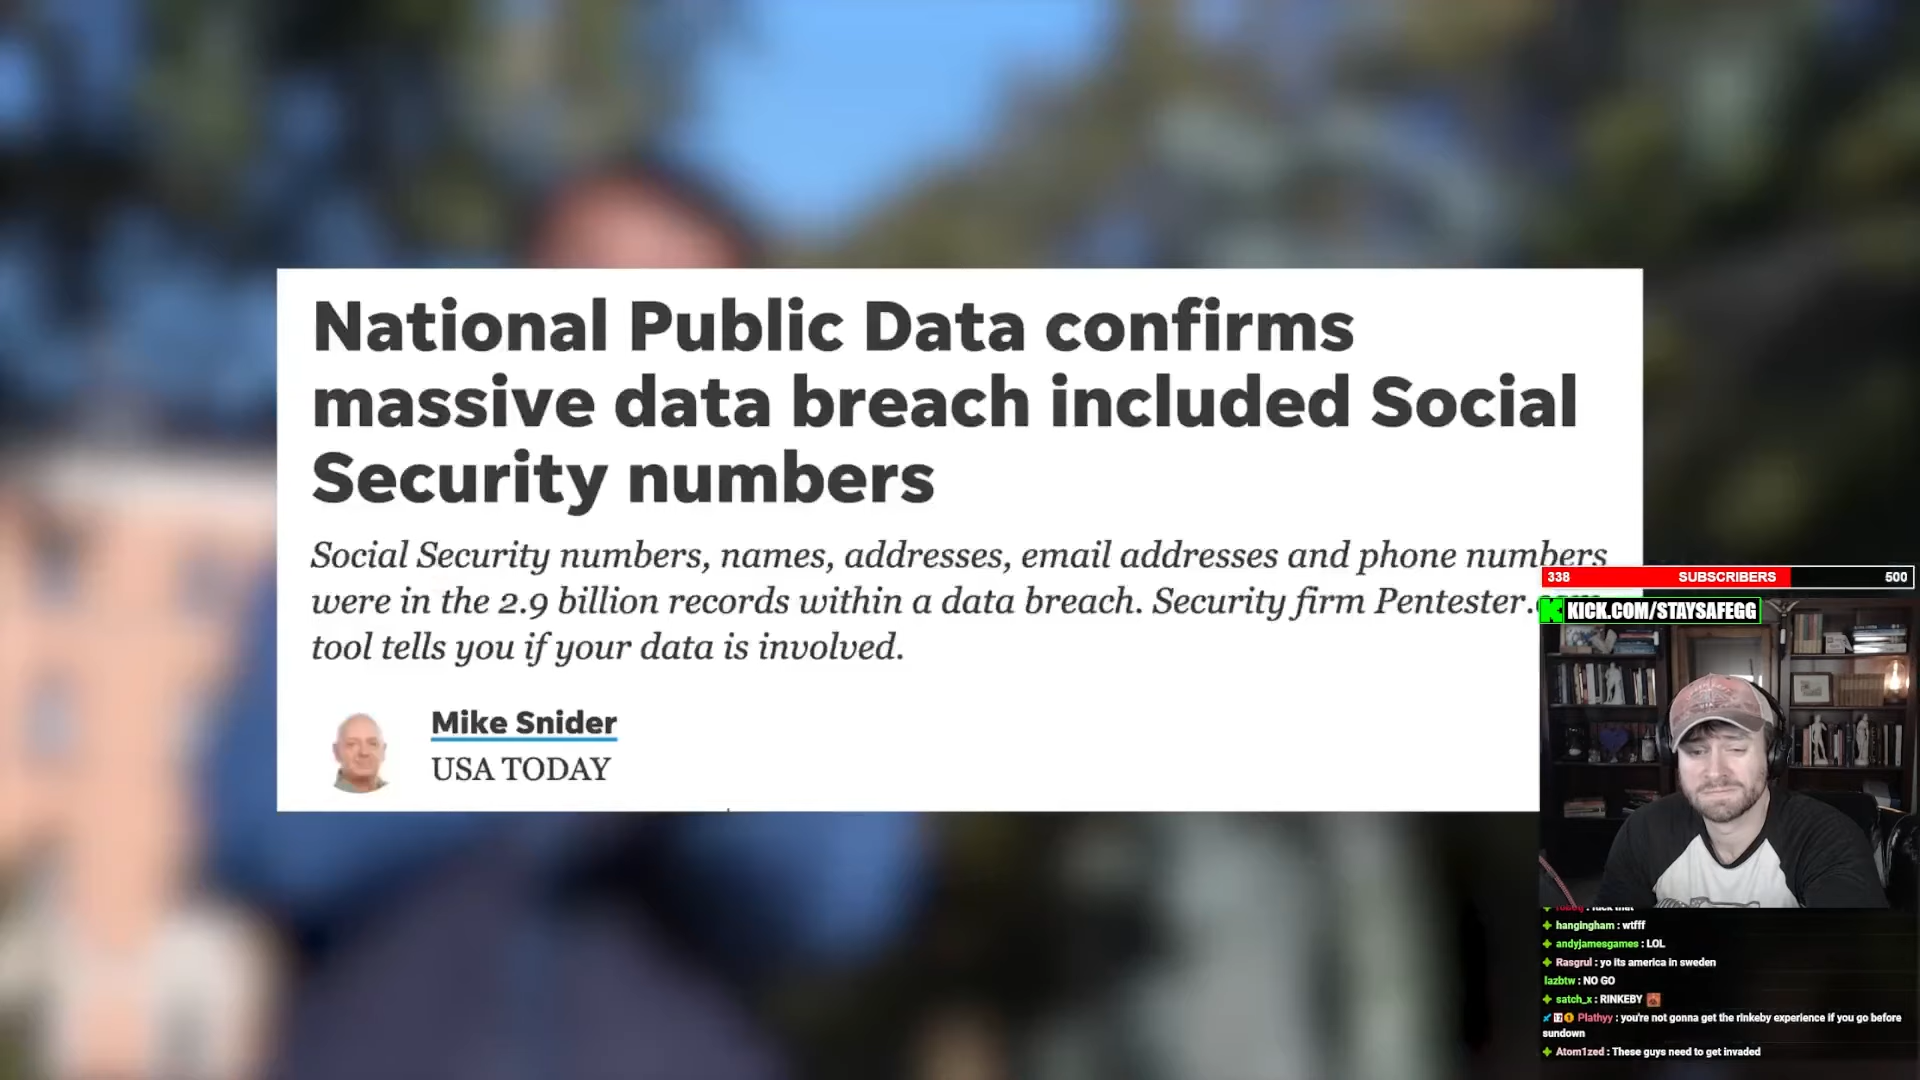 National Public Data confirms
massive data breach included Social
Security numbers
Social Security numbers, names, addresses, email addresses and phone numbers
were in the 2.9 billion records within a data breach. Security firm Pentester.
tool tells you if your data is involved.
Mike Snider
USA TODAY
338 SUBSCRIBERS 500
K KICK.COM/STAYSAFEGG
hangingham : wtfff
andyjamesgames : LOL
Rasgrul : yo its america in sweden
lazbtw : NO GO
satch_x : RINKEBY
Plathyy : you're not gonna get the rinkeby experience if you go before
sundown
Atom1zed : These guys need to get invaded